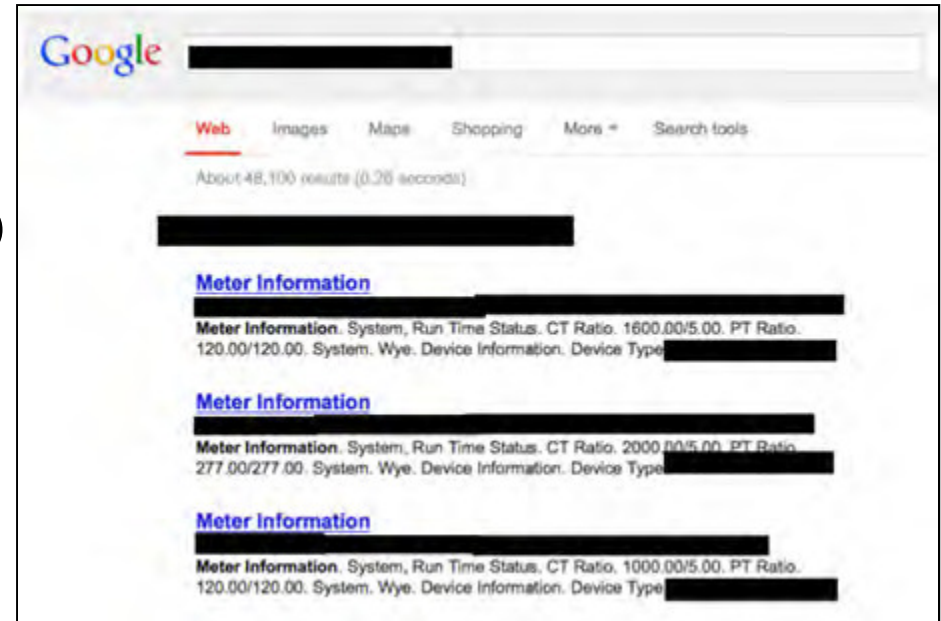 Google
Web Images Maps Shopping More Search tools
About 48,100 results (0.26 seconds)
Meter Information
Meter Information. System, Run Time Status. CT Ratio. 1600.00/5.00. PT Ratio.
120.00/120.00. System. Wye. Device Information. Device Type
Meter Information
Meter Information. System, Run Time Status. CT Ratio. 2000.00/5.00. PT Ratio.
277.00/277.00. System. Wye. Device Information. Device Type
Meter Information
Meter Information. System, Run Time Status. CT Ratio. 1000.00/5.00. PT Ratio.
120.00/120.00. System. Wye. Device Information. Device Type